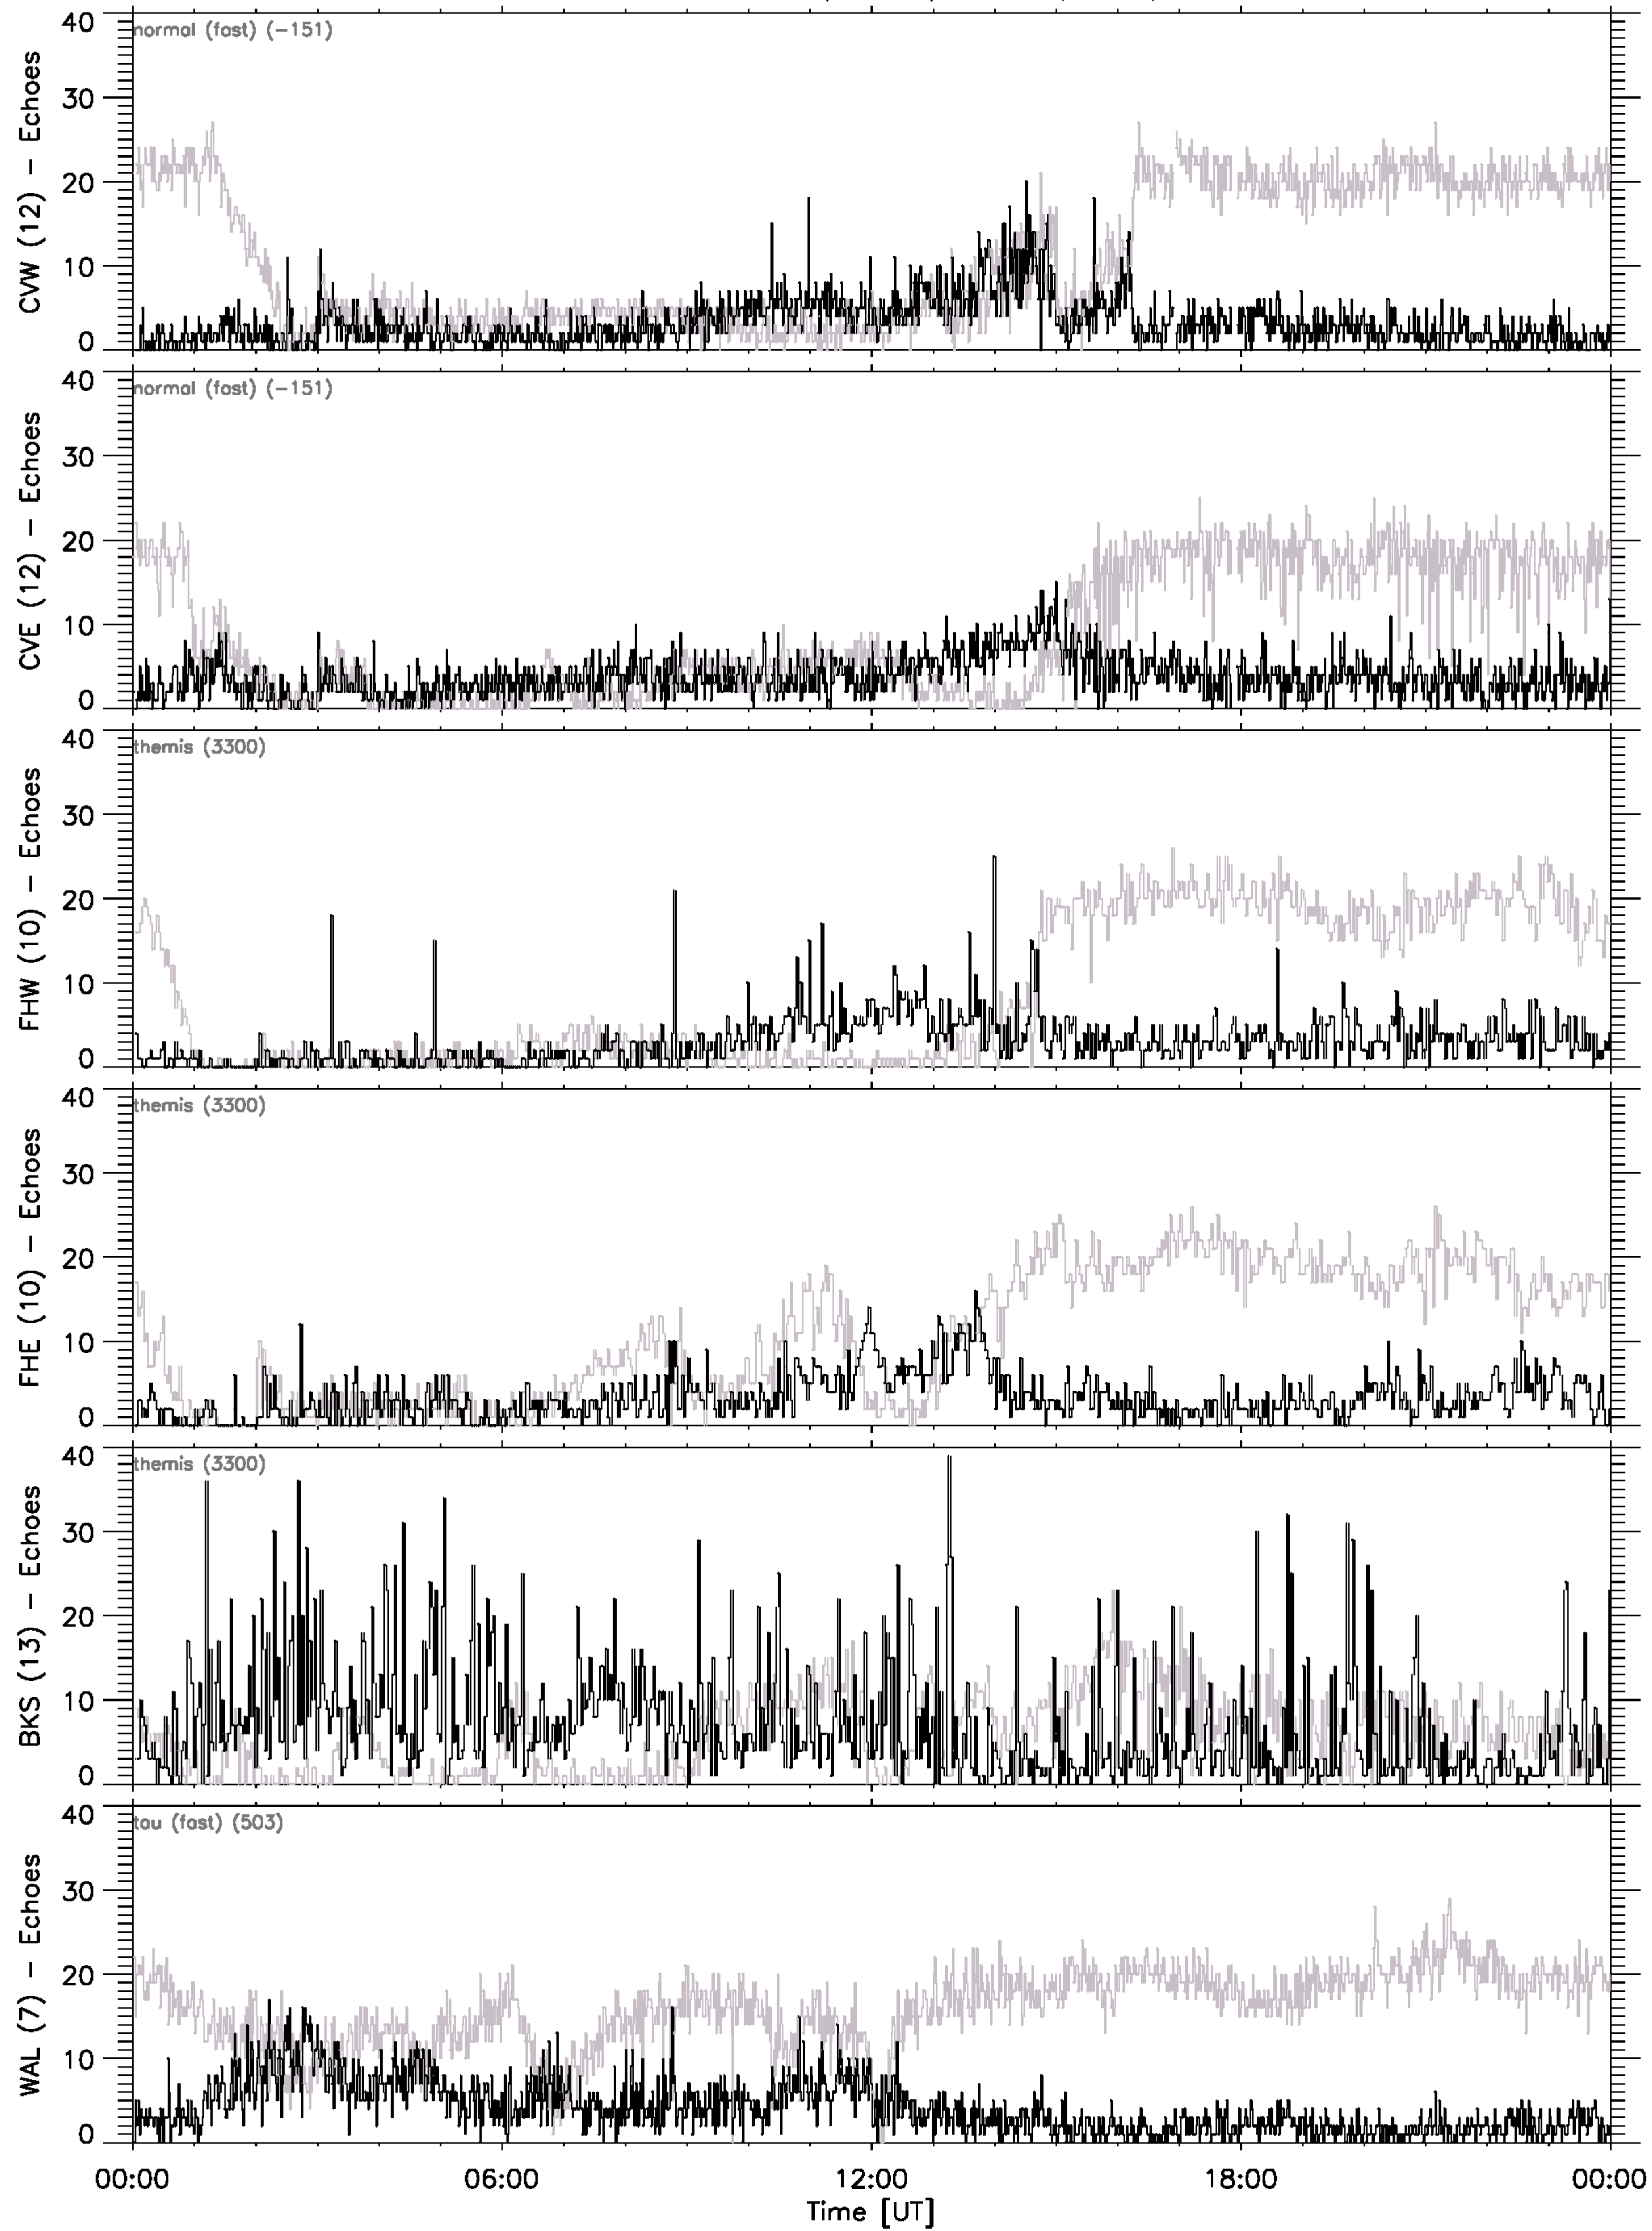 40
normal (fast) (-151)
30
20
10
0
CVW (12) - Echoes
40
normal (fast) (-151)
30
20
10
0
CVE (12) - Echoes
40
themis (3300)
30
20
10
0
FHW (10) - Echoes
40
themis (3300)
30
20
10
0
FHE (10) - Echoes
40
themis (3300)
30
20
10
0
BKS (13) - Echoes
40
tau (fast) (503)
30
20
10
0
WAL (7) - Echoes
00:00 06:00 12:00 18:00 00:00
Time [UT]